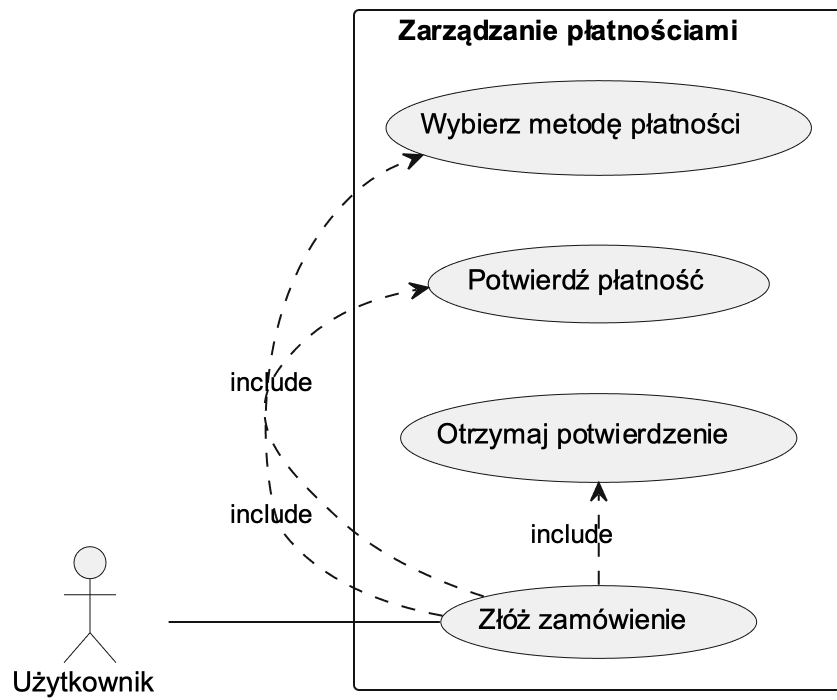 Zarządzanie płatnościami
Wybierz metodę płatności
Potwierdź płatność
include
Otrzymaj potwierdzenie
include
include
Złóż zamówienie
Użytkownik